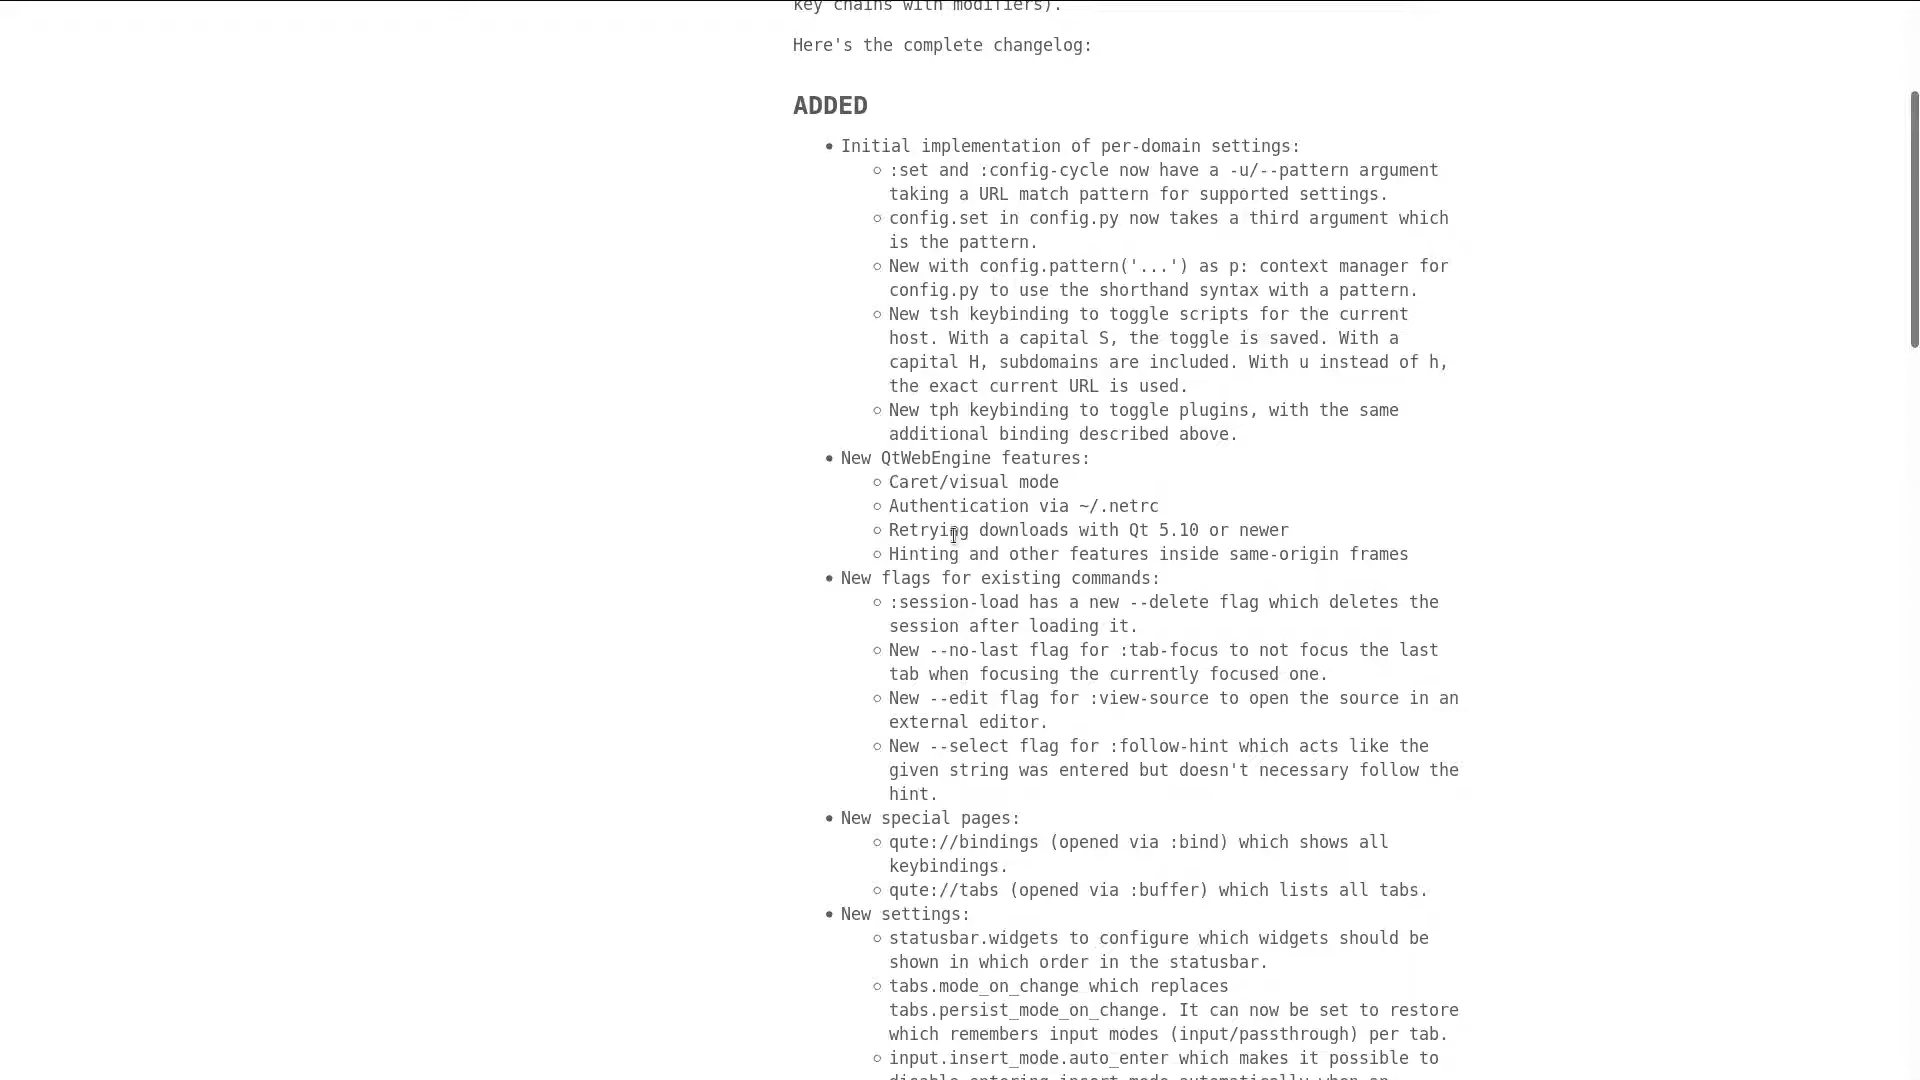 key chains with modifiers).
Here's the complete changelog:
ADDED
• Initial implementation of per-domain settings:
○ :set and :config-cycle now have a -u/--pattern argument
taking a URL match pattern for supported settings.
○ config.set in config.py now takes a third argument which
is the pattern.
○ New with config.pattern('...') as p: context manager for
config.py to use the shorthand syntax with a pattern.
○ New tsh keybinding to toggle scripts for the current
host. With a capital S, the toggle is saved. With a
capital H, subdomains are included. With u instead of h,
the exact current URL is used.
○ New tph keybinding to toggle plugins, with the same
additional binding described above.
• New QtWebEngine features:
○ Caret/visual mode
○ Authentication via ~/.netrc
○ Retrying downloads with Qt 5.10 or newer
○ Hinting and other features inside same-origin frames
• New flags for existing commands:
○ :session-load has a new --delete flag which deletes the
session after loading it.
○ New --no-last flag for :tab-focus to not focus the last
tab when focusing the currently focused one.
○ New --edit flag for :view-source to open the source in an
external editor.
○ New --select flag for :follow-hint which acts like the
given string was entered but doesn't necessary follow the
hint.
• New special pages:
○ qute://bindings (opened via :bind) which shows all
keybindings.
○ qute://tabs (opened via :buffer) which lists all tabs.
• New settings:
○ statusbar.widgets to configure which widgets should be
shown in which order in the statusbar.
○ tabs.mode_on_change which replaces
tabs.persist_mode_on_change. It can now be set to restore
which remembers input modes (input/passthrough) per tab.
○ input.insert_mode.auto_enter which makes it possible to